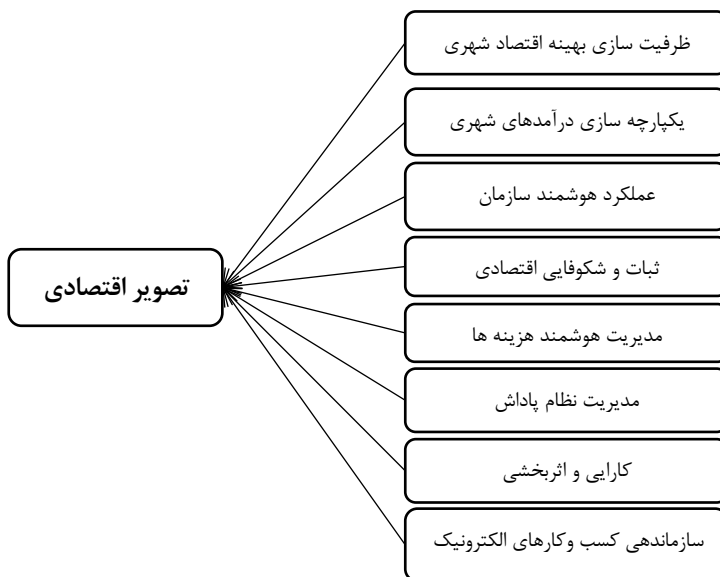 ظرفیت سازی بهینه اقتصاد شهری
یکپارچه سازی درآمدهای شهری
عملکرد هوشمند سازمان
ثبات و شکوفایی اقتصادی
تصویر اقتصادی
مدیریت هوشمند هزینه ها
مدیریت نظام پاداش
کارایی و اثربخشی
سازماندهی کسب وکارهای الکترونیک